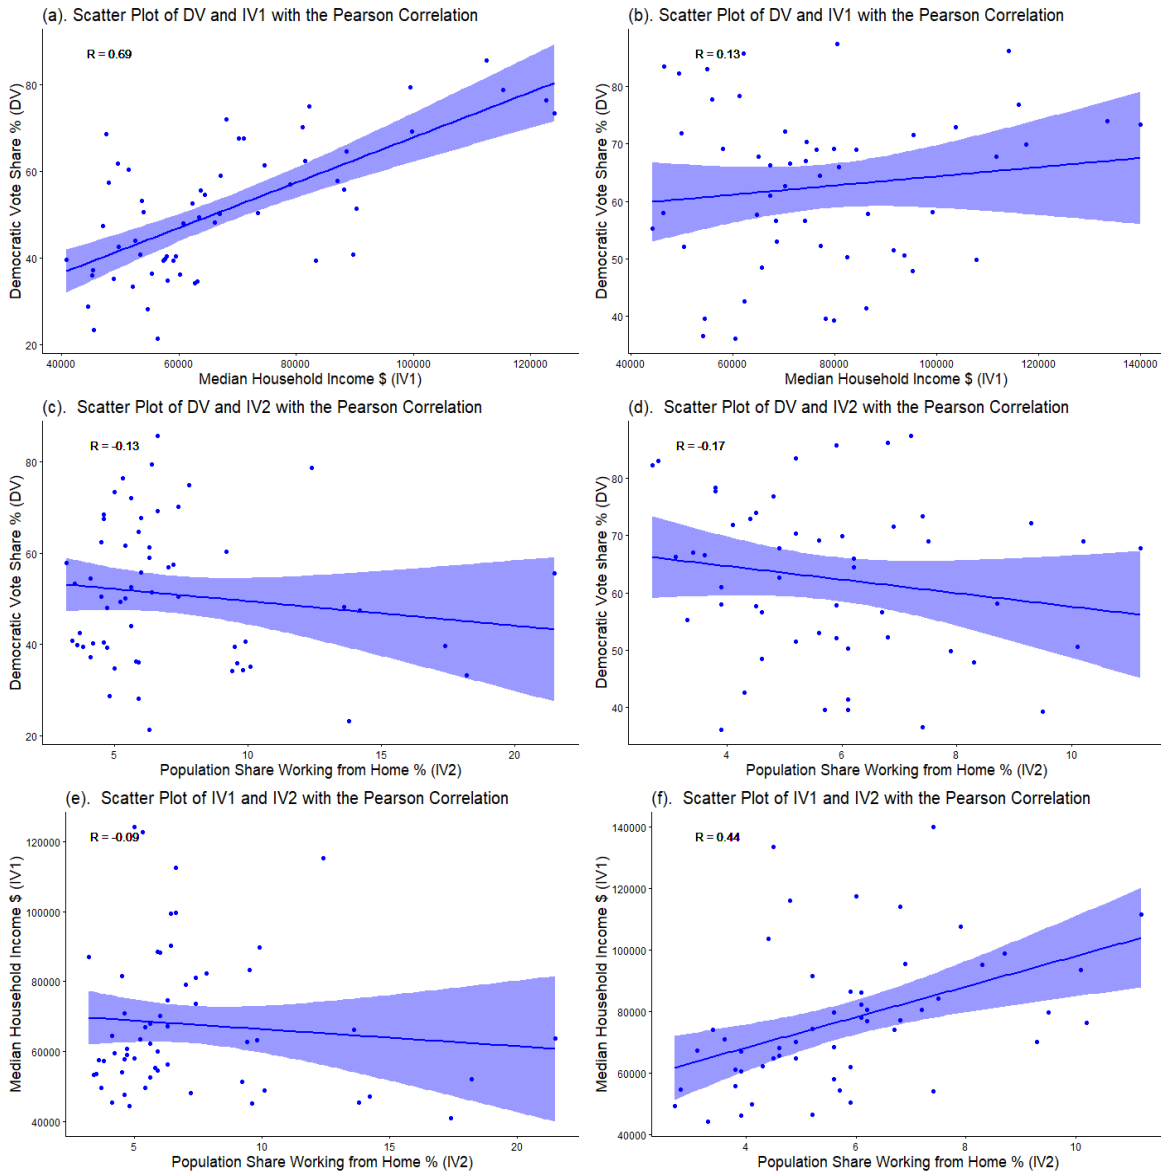 (a). Scatter Plot of DV and IV1 with the Pearson Correlation
R = 0.69
Democratic Vote Share % (DV)
80
60
40
20
40000 60000 80000 100000 120000
Median Household Income $ (IV1)
(b). Scatter Plot of DV and IV1 with the Pearson Correlation
R = 0.13
Democratic Vote Share % (DV)
80
70
60
50
40
40000 60000 80000 100000 120000 140000
Median Household Income $ (IV1)
(c). Scatter Plot of DV and IV2 with the Pearson Correlation
R = -0.13
Democratic Vote Share % (DV)
80
60
40
20
5 10 15 20
Population Share Working from Home % (IV2)
(d). Scatter Plot of DV and IV2 with the Pearson Correlation
R = -0.17
Democratic Vote share % (DV)
80
70
60
50
40
4 6 8 10
Population Share Working from Home % (IV2)
(e). Scatter Plot of IV1 and IV2 with the Pearson Correlation
R = -0.09
Median Household Income $ (IV1)
120000
100000
80000
60000
40000
5 10 15 20
Population Share Working from Home % (IV2)
(f). Scatter Plot of IV1 and IV2 with the Pearson Correlation
R = 0.44
Median Household Income $ (IV1)
140000
120000
100000
80000
60000
40000
4 6 8 10
Population Share Working from Home % (IV2)